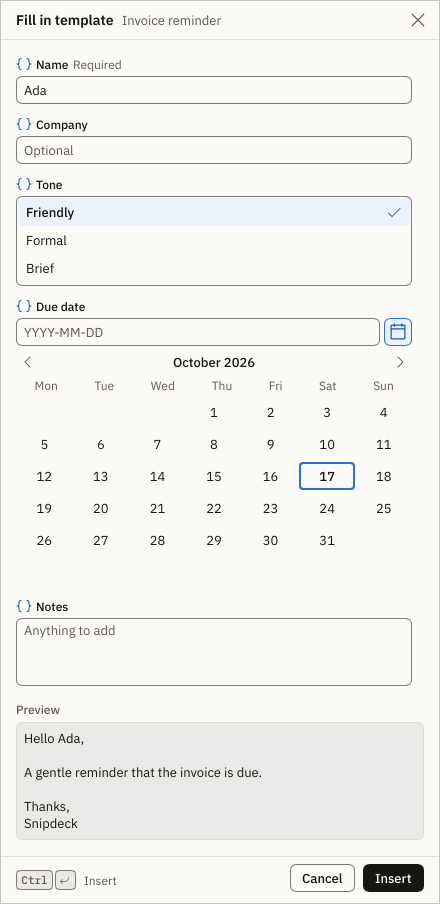 Fill in template Invoice reminder
{ } Name Required
Ada
{ } Company
Optional
{ } Tone
Friendly
Formal
Brief
{ } Due date
YYYY-MM-DD
October 2026
Mon Tue Wed Thu Fri Sat Sun
1 2 3 4
5 6 7 8 9 10 11
12 13 14 15 16 17 18
19 20 21 22 23 24 25
26 27 28 29 30 31
{ } Notes
Anything to add
Preview
Hello Ada,
A gentle reminder that the invoice is due.
Thanks,
Snipdeck
Ctrl ↵ Insert Cancel Insert